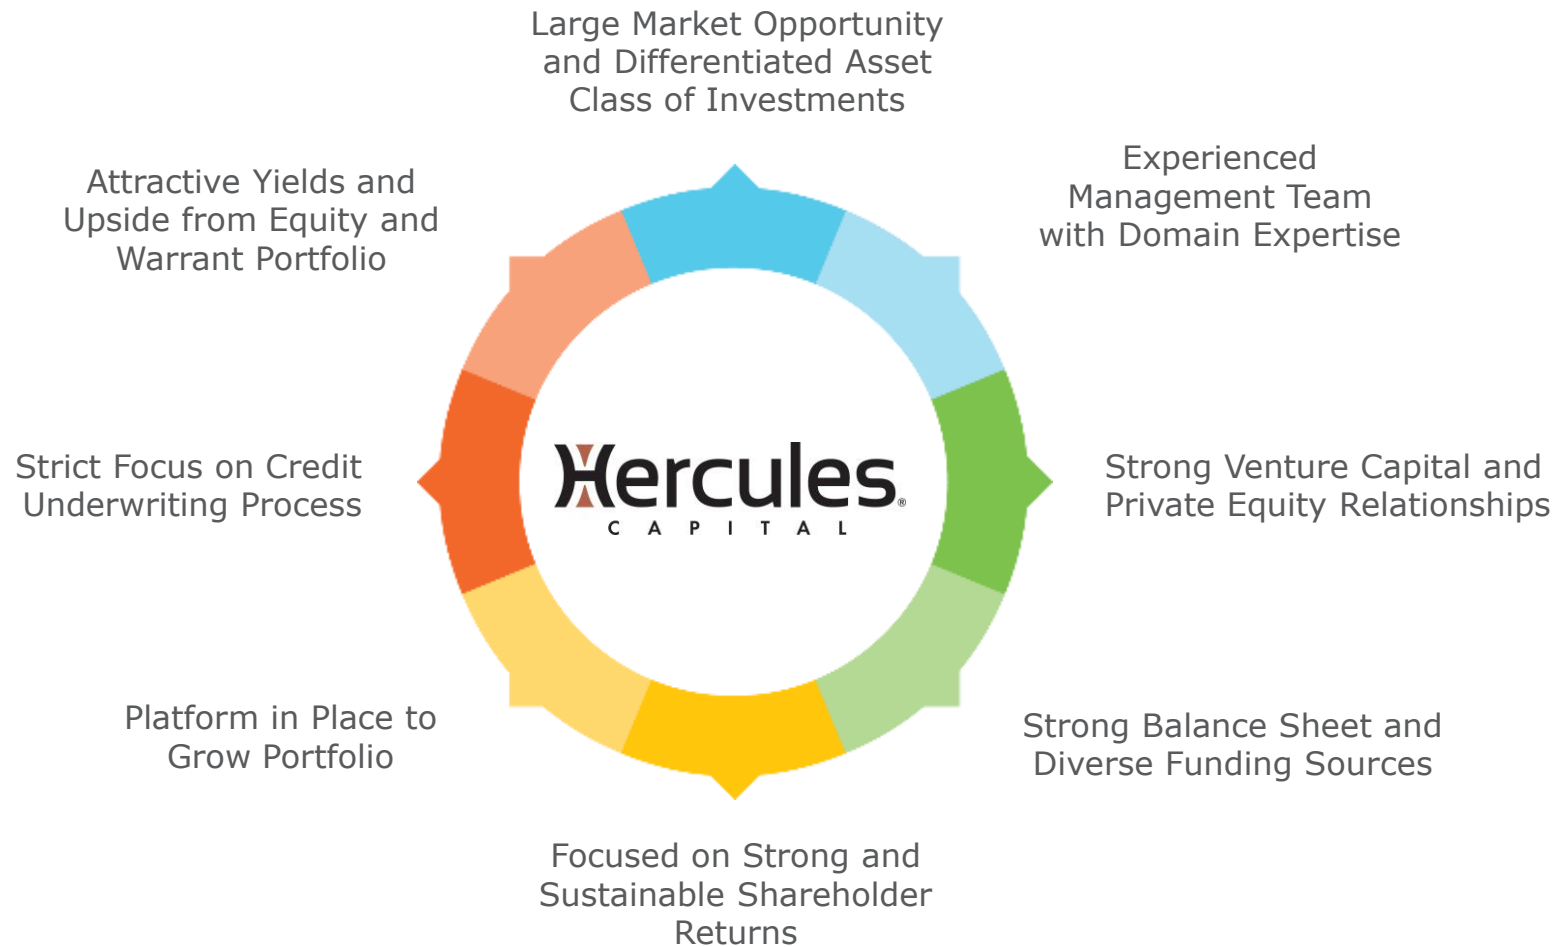 Large Market Opportunity
and Differentiated Asset
Class of Investments
Experienced
Management Team
with Domain Expertise
Attractive Yields and
Upside from Equity and
Warrant Portfolio
Strict Focus on Credit
Underwriting Process
Hercules®
CAPITAL
Strong Venture Capital and
Private Equity Relationships
Platform in Place to
Grow Portfolio
Strong Balance Sheet and
Diverse Funding Sources
Focused on Strong and
Sustainable Shareholder
Returns